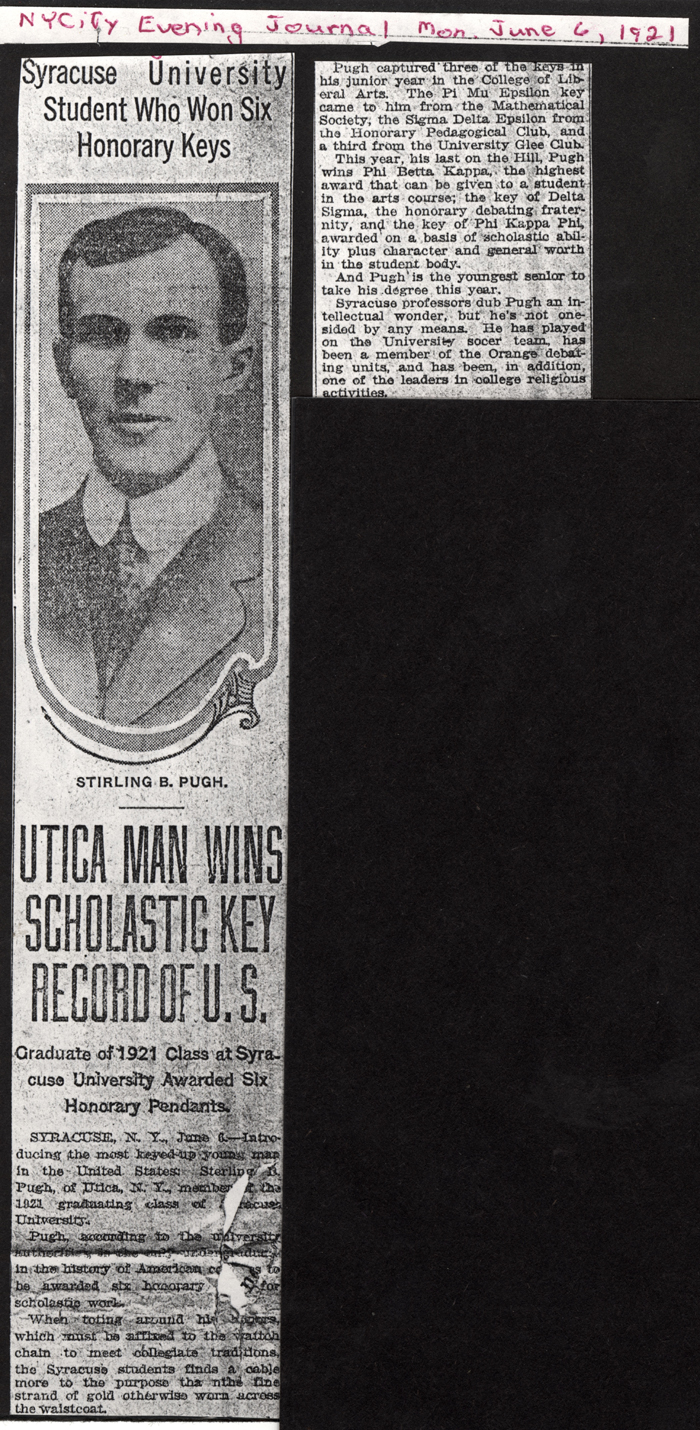 NYCity Evening Journal Mon. June 6, 1921
Syracuse University
Student Who Won Six
Honorary Keys
STIRLING B. PUGH.
UTICA MAN WINS
SCHOLASTIC KEY
RECORD OF U. S.
Graduate of 1921 Class at Syra-
cuse University Awarded Six
Honorary Pendants.
SYRACUSE, N. Y., June 6.—Intro-
ducing the most keyed-up young man
in the United States: Sterling B.
Pugh, of Utica, N. Y., member of the
1921 graduating class of
University.
Pugh, according to the university
authorities, is the only
in the history of American to
be awarded six honorary for
scholastic work.
When toting around his honors,
which must be affixed to the wattch
chain to meet collegiate traditions,
the Syracuse students finds a cable
more to the purpose tha nthe fine
strand of gold otherwise worn across
the waistcoat.
Pugh captured three of the keys in
his junior year in the College of Lib-
eral Arts. The Pi Mu Epsilon key
came to him from the Mathematical
Society, the Sigma Delta Epsilon from
the Honorary Pedagogical Club, and
a third from the University Glee Club.
This year, his last on the Hill, Pugh
wins Phi Betta Kappa, the highest
award that can be given to a student
in the arts course; the key of Delta
Sigma, the honorary debating frater-
nity, and the key of Phi Kappa Phi,
awarded on a basis of scholastic abil-
ity plus character and general worth
in the student body.
And Pugh is the youngest senior to
take his degree this year.
Syracuse professors dub Pugh an in-
tellectual wonder, but he's not one-
sided by any means. He has played
on the University socer team, has
been a member of the Orange debat-
ing units, and has been, in addition,
one of the leaders in college religious
activities.